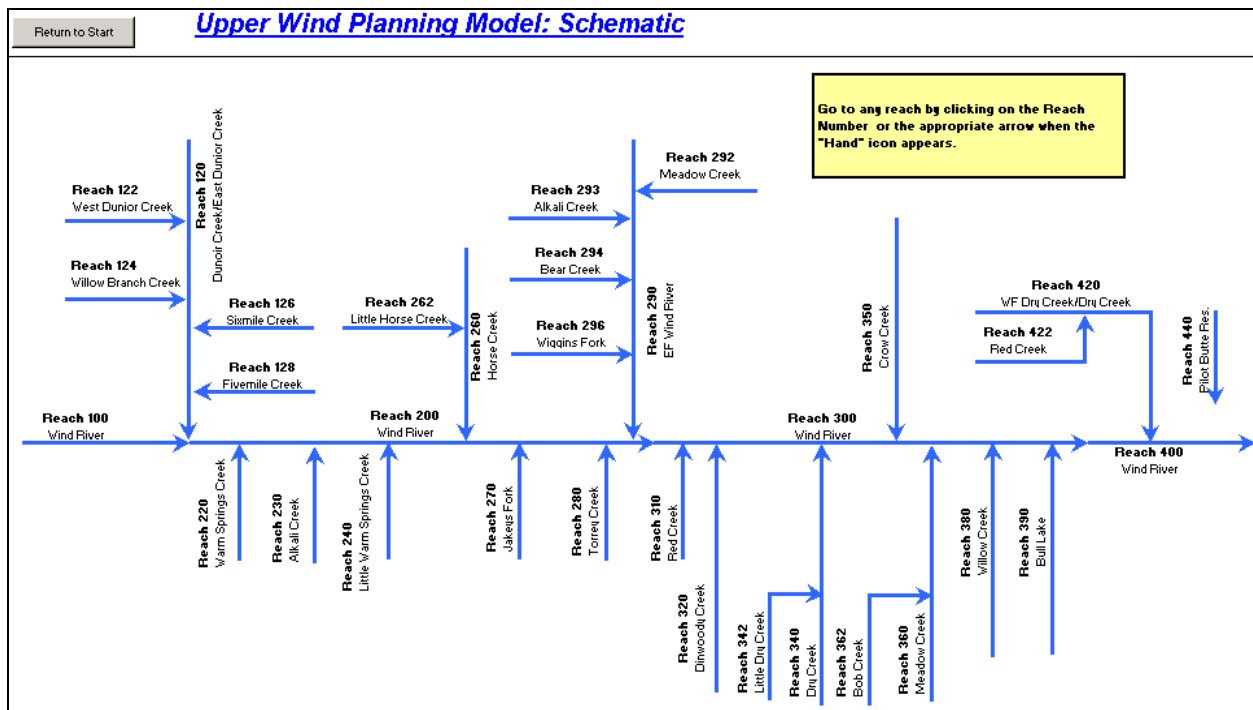 Return to Start
Upper Wind Planning Model: Schematic
Go to any reach by clicking on the Reach
Number or the appropriate arrow when the
"Hand" icon appears.
Reach 120
Dunoir Creek/East Dunoir Creek
Reach 122
West Dunior Creek
Reach 124
Willow Branch Creek
Reach 126
Sixmile Creek
Reach 128
Fivemile Creek
Reach 262
Little Horse Creek
Reach 260
Horse Creek
Reach 292
Meadow Creek
Reach 293
Alkali Creek
Reach 294
Bear Creek
Reach 296
Wiggins Fork
Reach 290
EF Wind River
Reach 350
Crow Creek
Reach 420
WF Dry Creek/Dry Creek
Reach 422
Red Creek
Reach 440
Pilot Butte Res.
Reach 100
Wind River
Reach 200
Wind River
Reach 300
Wind River
Reach 400
Wind River
Reach 220
Warm Springs Creek
Reach 230
Alkali Creek
Reach 240
Little Warm Springs Creek
Reach 270
Jakeys Fork
Reach 280
Torrey Creek
Reach 310
Red Creek
Reach 320
Dinwoody Creek
Reach 342
Little Dry Creek
Reach 340
Dry Creek
Reach 362
Bob Creek
Reach 360
Meadow Creek
Reach 380
Willow Creek
Reach 390
Bull Lake